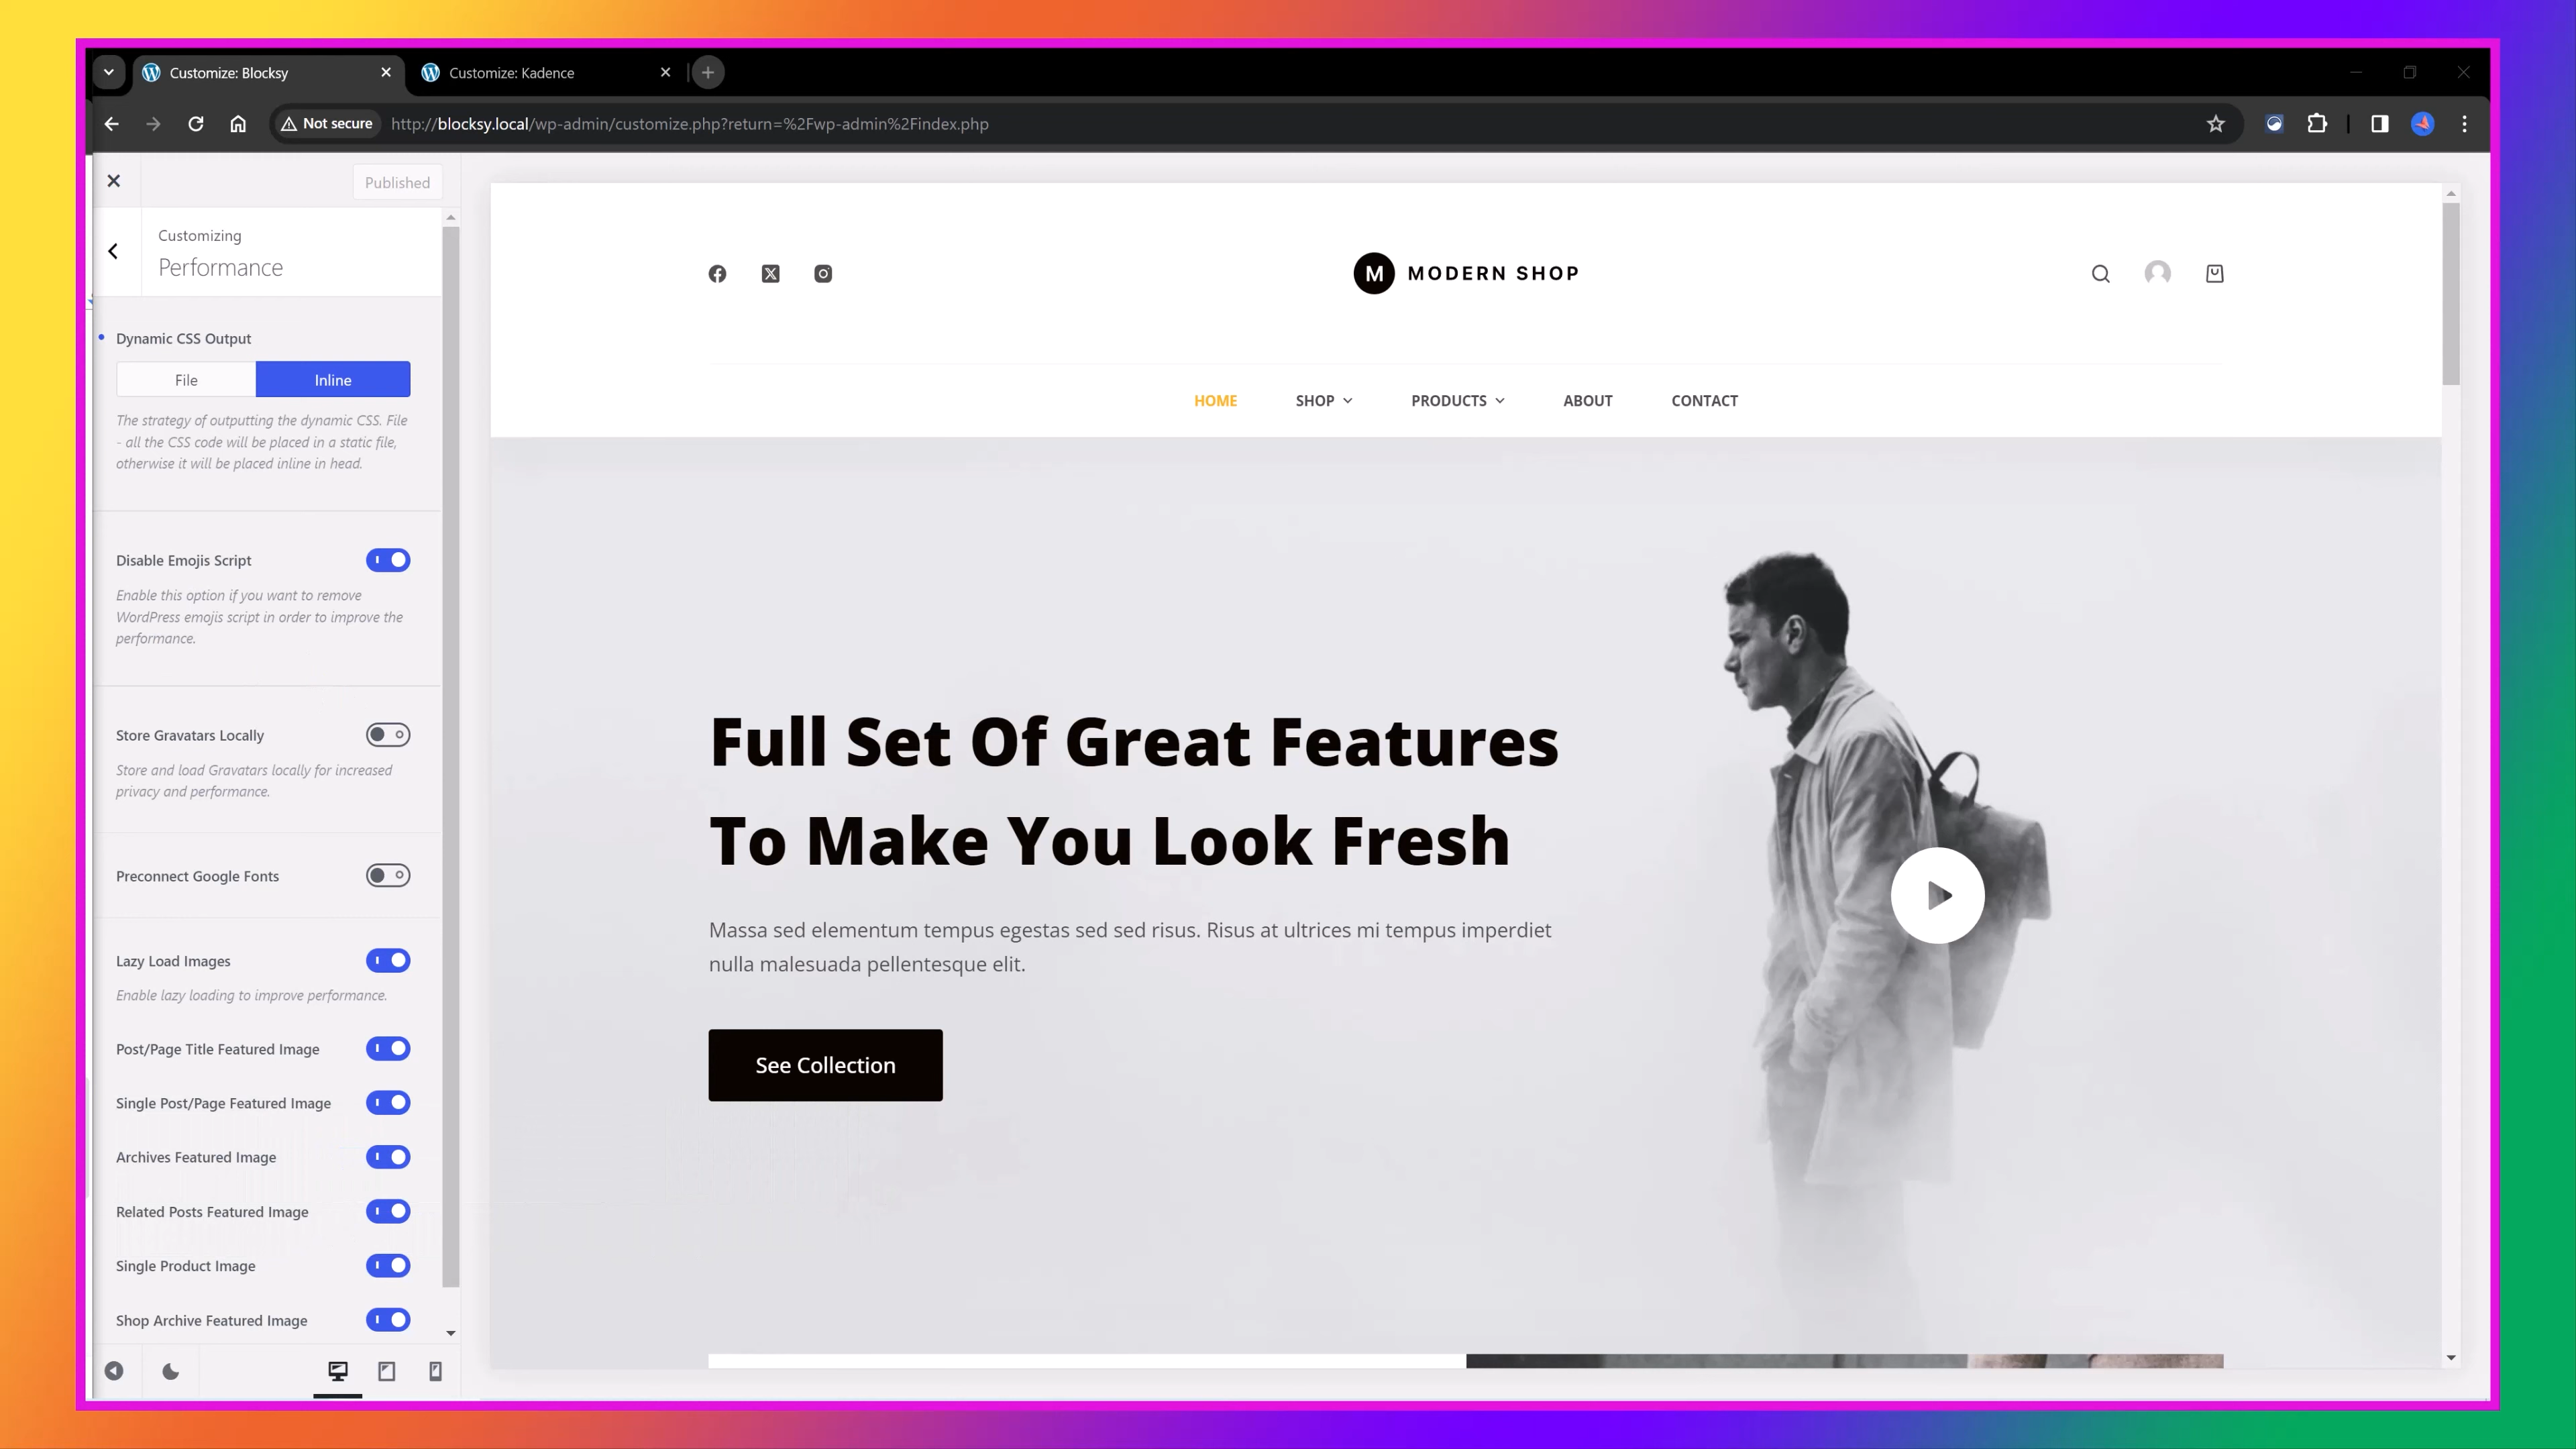 Customize: Blocksy
Customize: Kadence
Not secure
http://blocksy.local/wp-admin/customize.php?return=%2Fwp-admin%2Findex.php
Published
Customizing
Performance
Dynamic CSS Output
File
Inline
The strategy of outputting the dynamic CSS. File
- all the CSS code will be placed in a static file,
otherwise it will be placed inline in head.
Disable Emojis Script
Enable this option if you want to remove
WordPress emojis script in order to improve the
performance.
Store Gravatars Locally
Store and load Gravatars locally for increased
privacy and performance.
Preconnect Google Fonts
Lazy Load Images
Enable lazy loading to improve performance.
Post/Page Title Featured Image
Single Post/Page Featured Image
Archives Featured Image
Related Posts Featured Image
Single Product Image
Shop Archive Featured Image
M MODERN SHOP
HOME SHOP PRODUCTS ABOUT CONTACT
Full Set Of Great Features
To Make You Look Fresh
Massa sed elementum tempus egestas sed sed risus. Risus at ultrices mi tempus imperdiet
nulla malesuada pellentesque elit.
See Collection